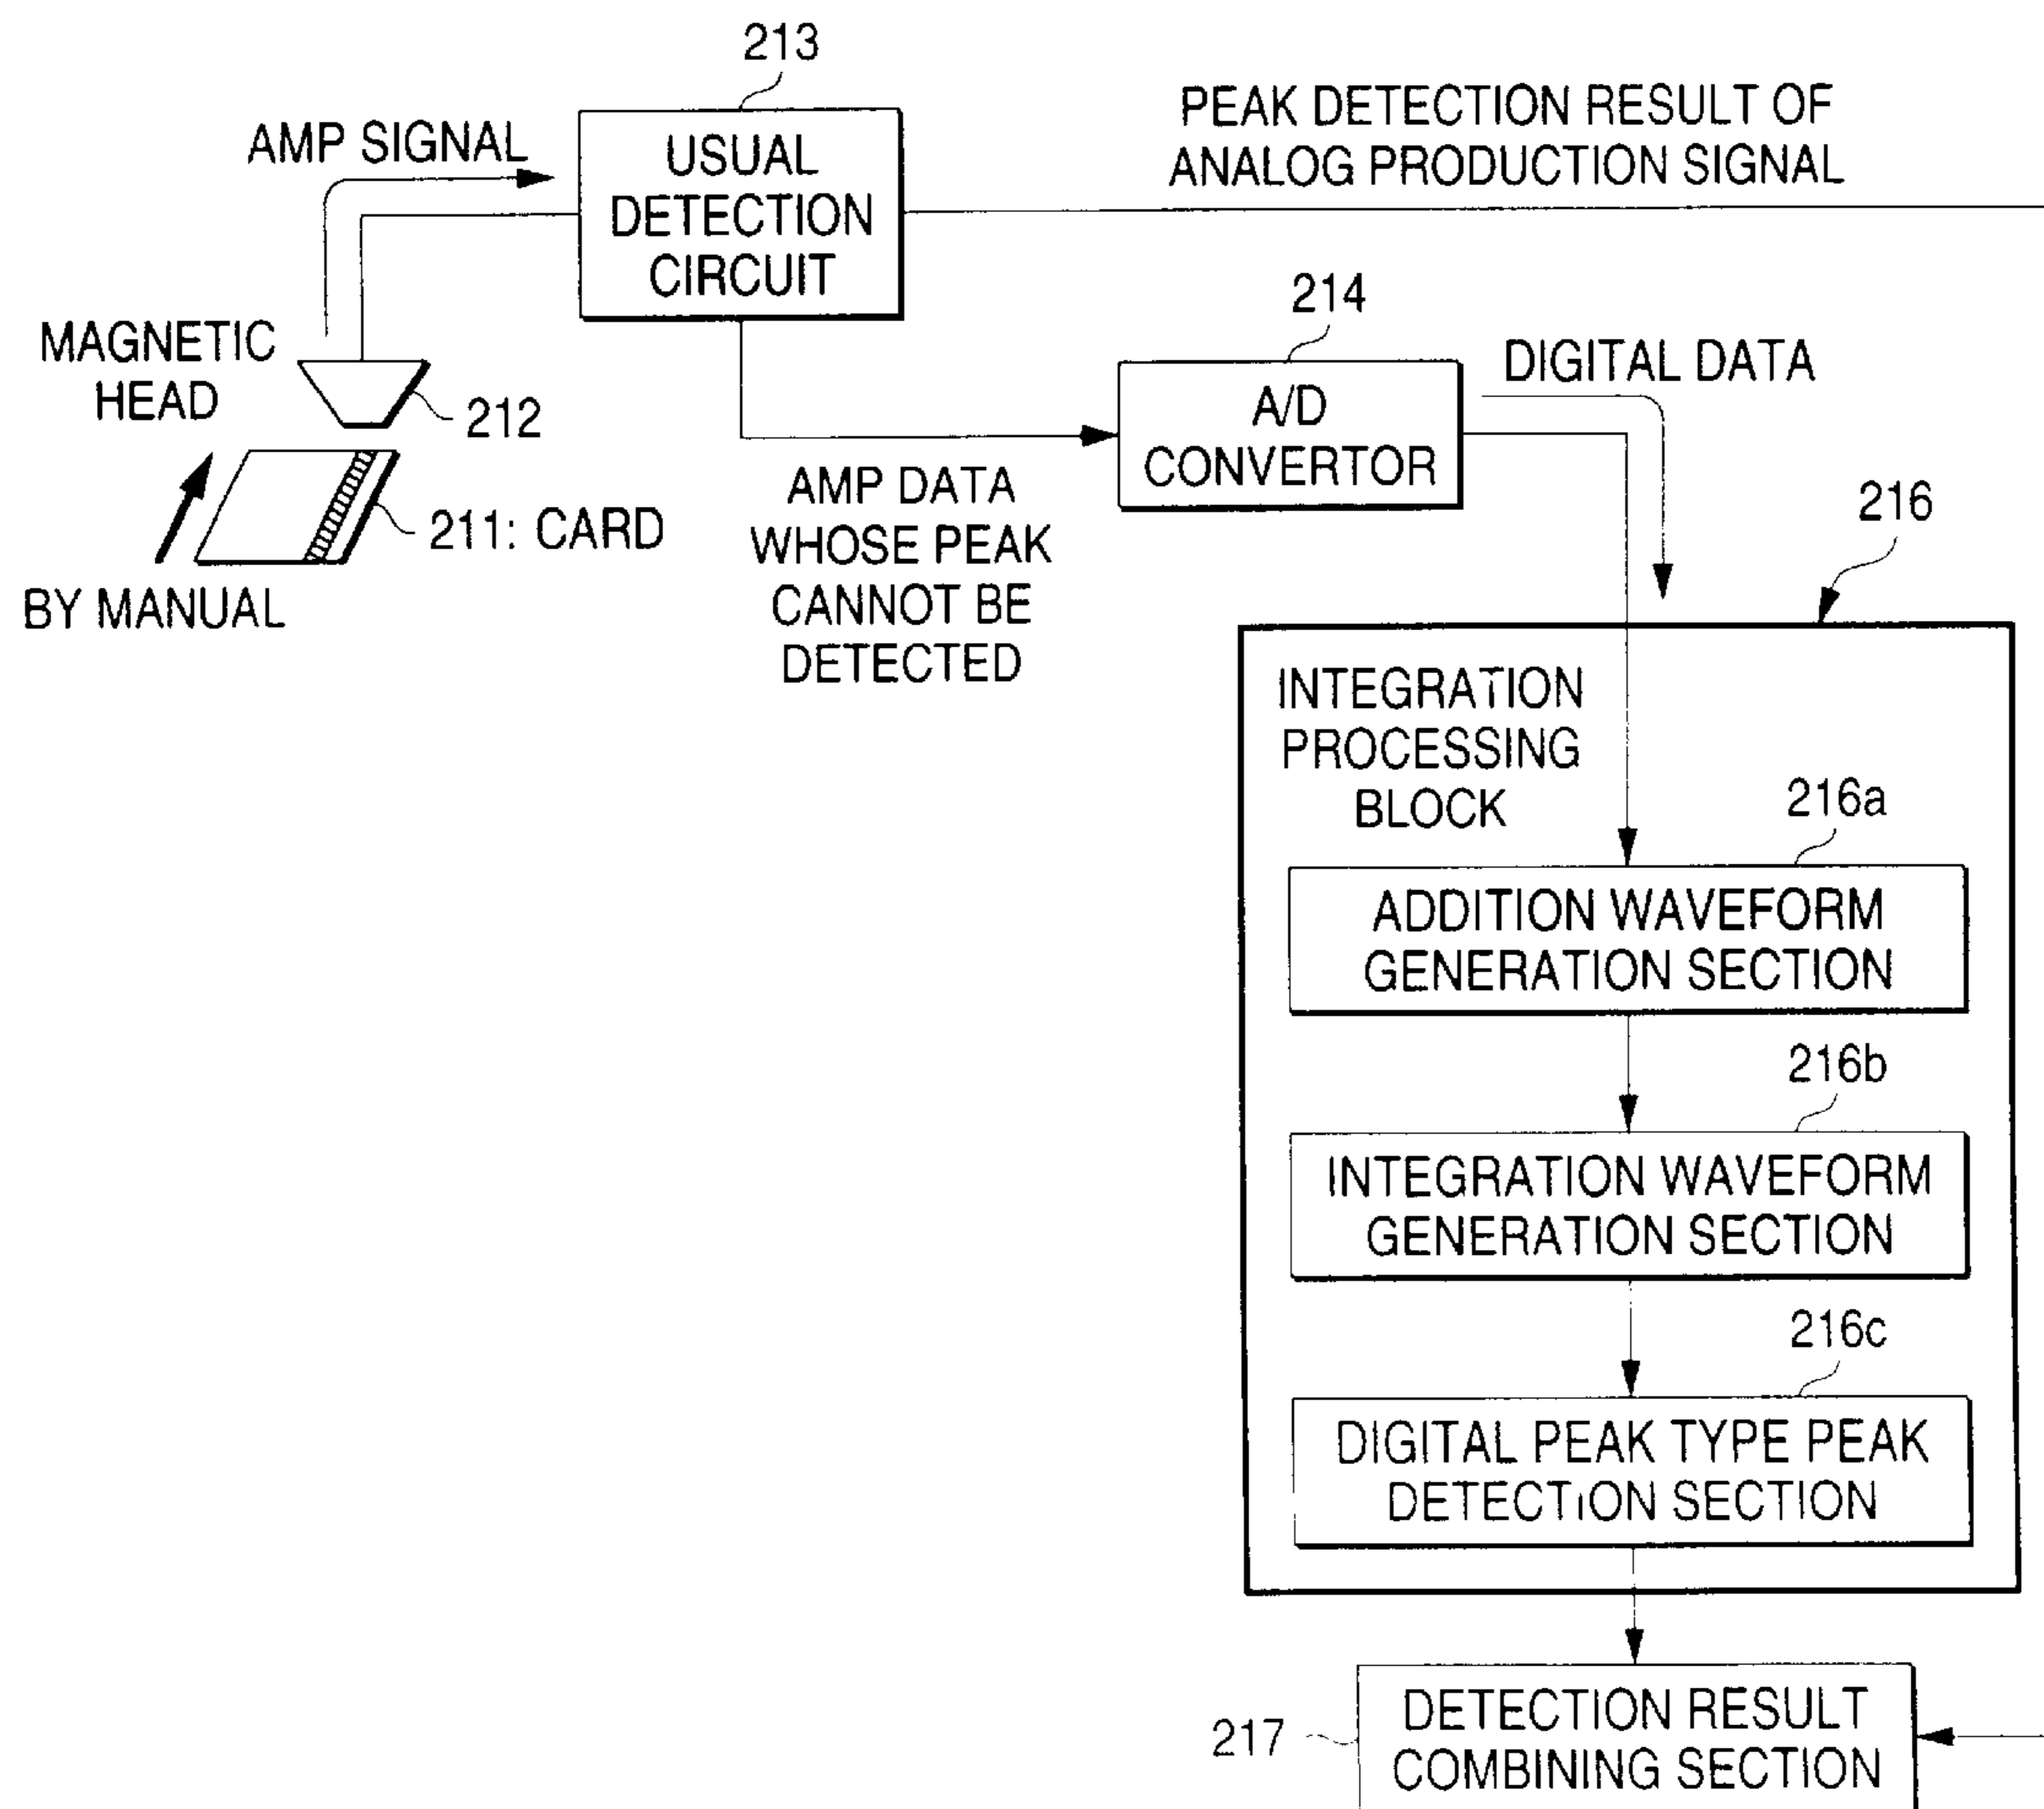 213
AMP SIGNAL
USUAL
DETECTION
CIRCUIT
PEAK DETECTION RESULT OF
ANALOG PRODUCTION SIGNAL
MAGNETIC
HEAD
212
211: CARD
BY MANUAL
AMP DATA
WHOSE PEAK
CANNOT BE
DETECTED
214
A/D
CONVERTOR
DIGITAL DATA
216
INTEGRATION
PROCESSING
BLOCK
216a
ADDITION WAVEFORM
GENERATION SECTION
216b
INTEGRATION WAVEFORM
GENERATION SECTION
216c
DIGITAL PEAK TYPE PEAK
DETECTION SECTION
217
DETECTION RESULT
COMBINING SECTION